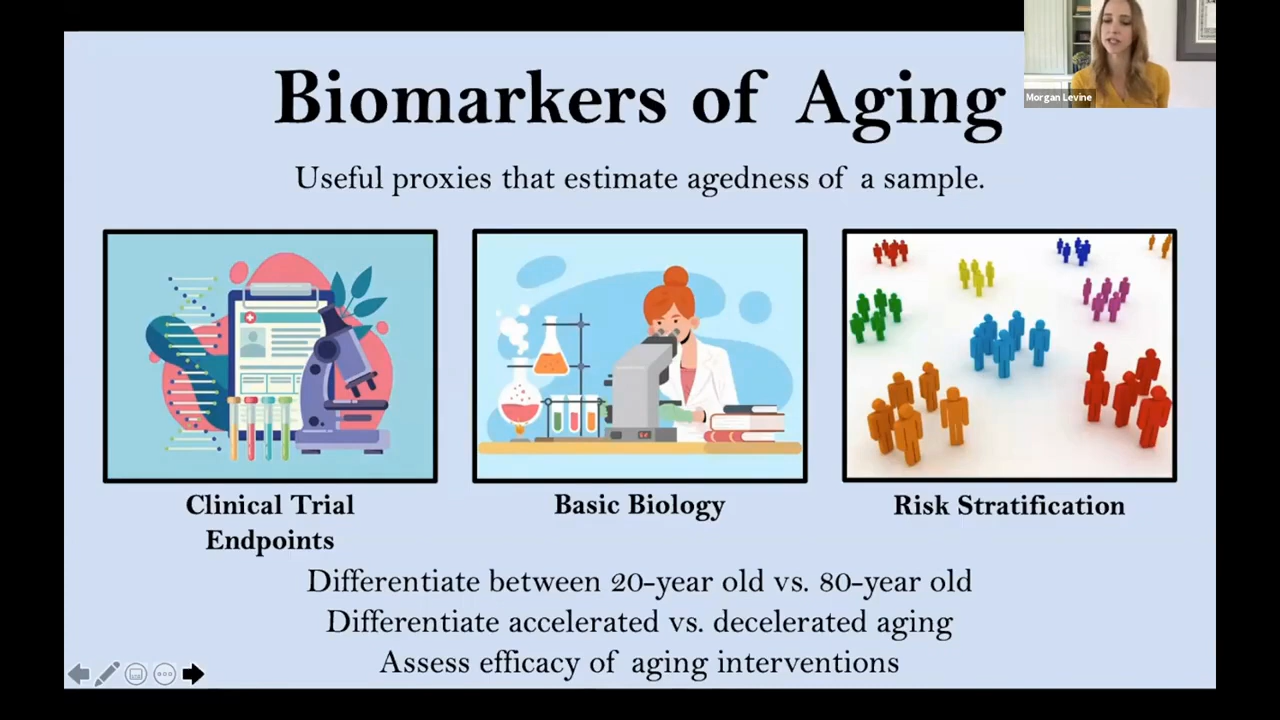 Biomarkers of Aging
Morgan Levine
Useful proxies that estimate agedness of a sample.
Clinical Trial
Endpoints
Basic Biology
Risk Stratification
Differentiate between 20-year old vs. 80-year old
Differentiate accelerated vs. decelerated aging
Assess efficacy of aging interventions